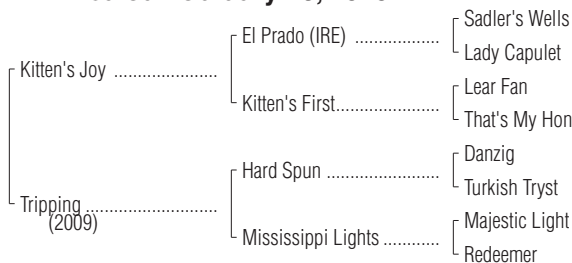 Sadler's Wells
El Prado (IRE) ...................
Lady Capulet
Kitten's Joy .......................
Lear Fan
Kitten's First.......................
That's My Hon
Danzig
Hard Spun .........................
Turkish Tryst
Tripping .............................
(2009)
Majestic Light
Mississippi Lights ............
Redeemer